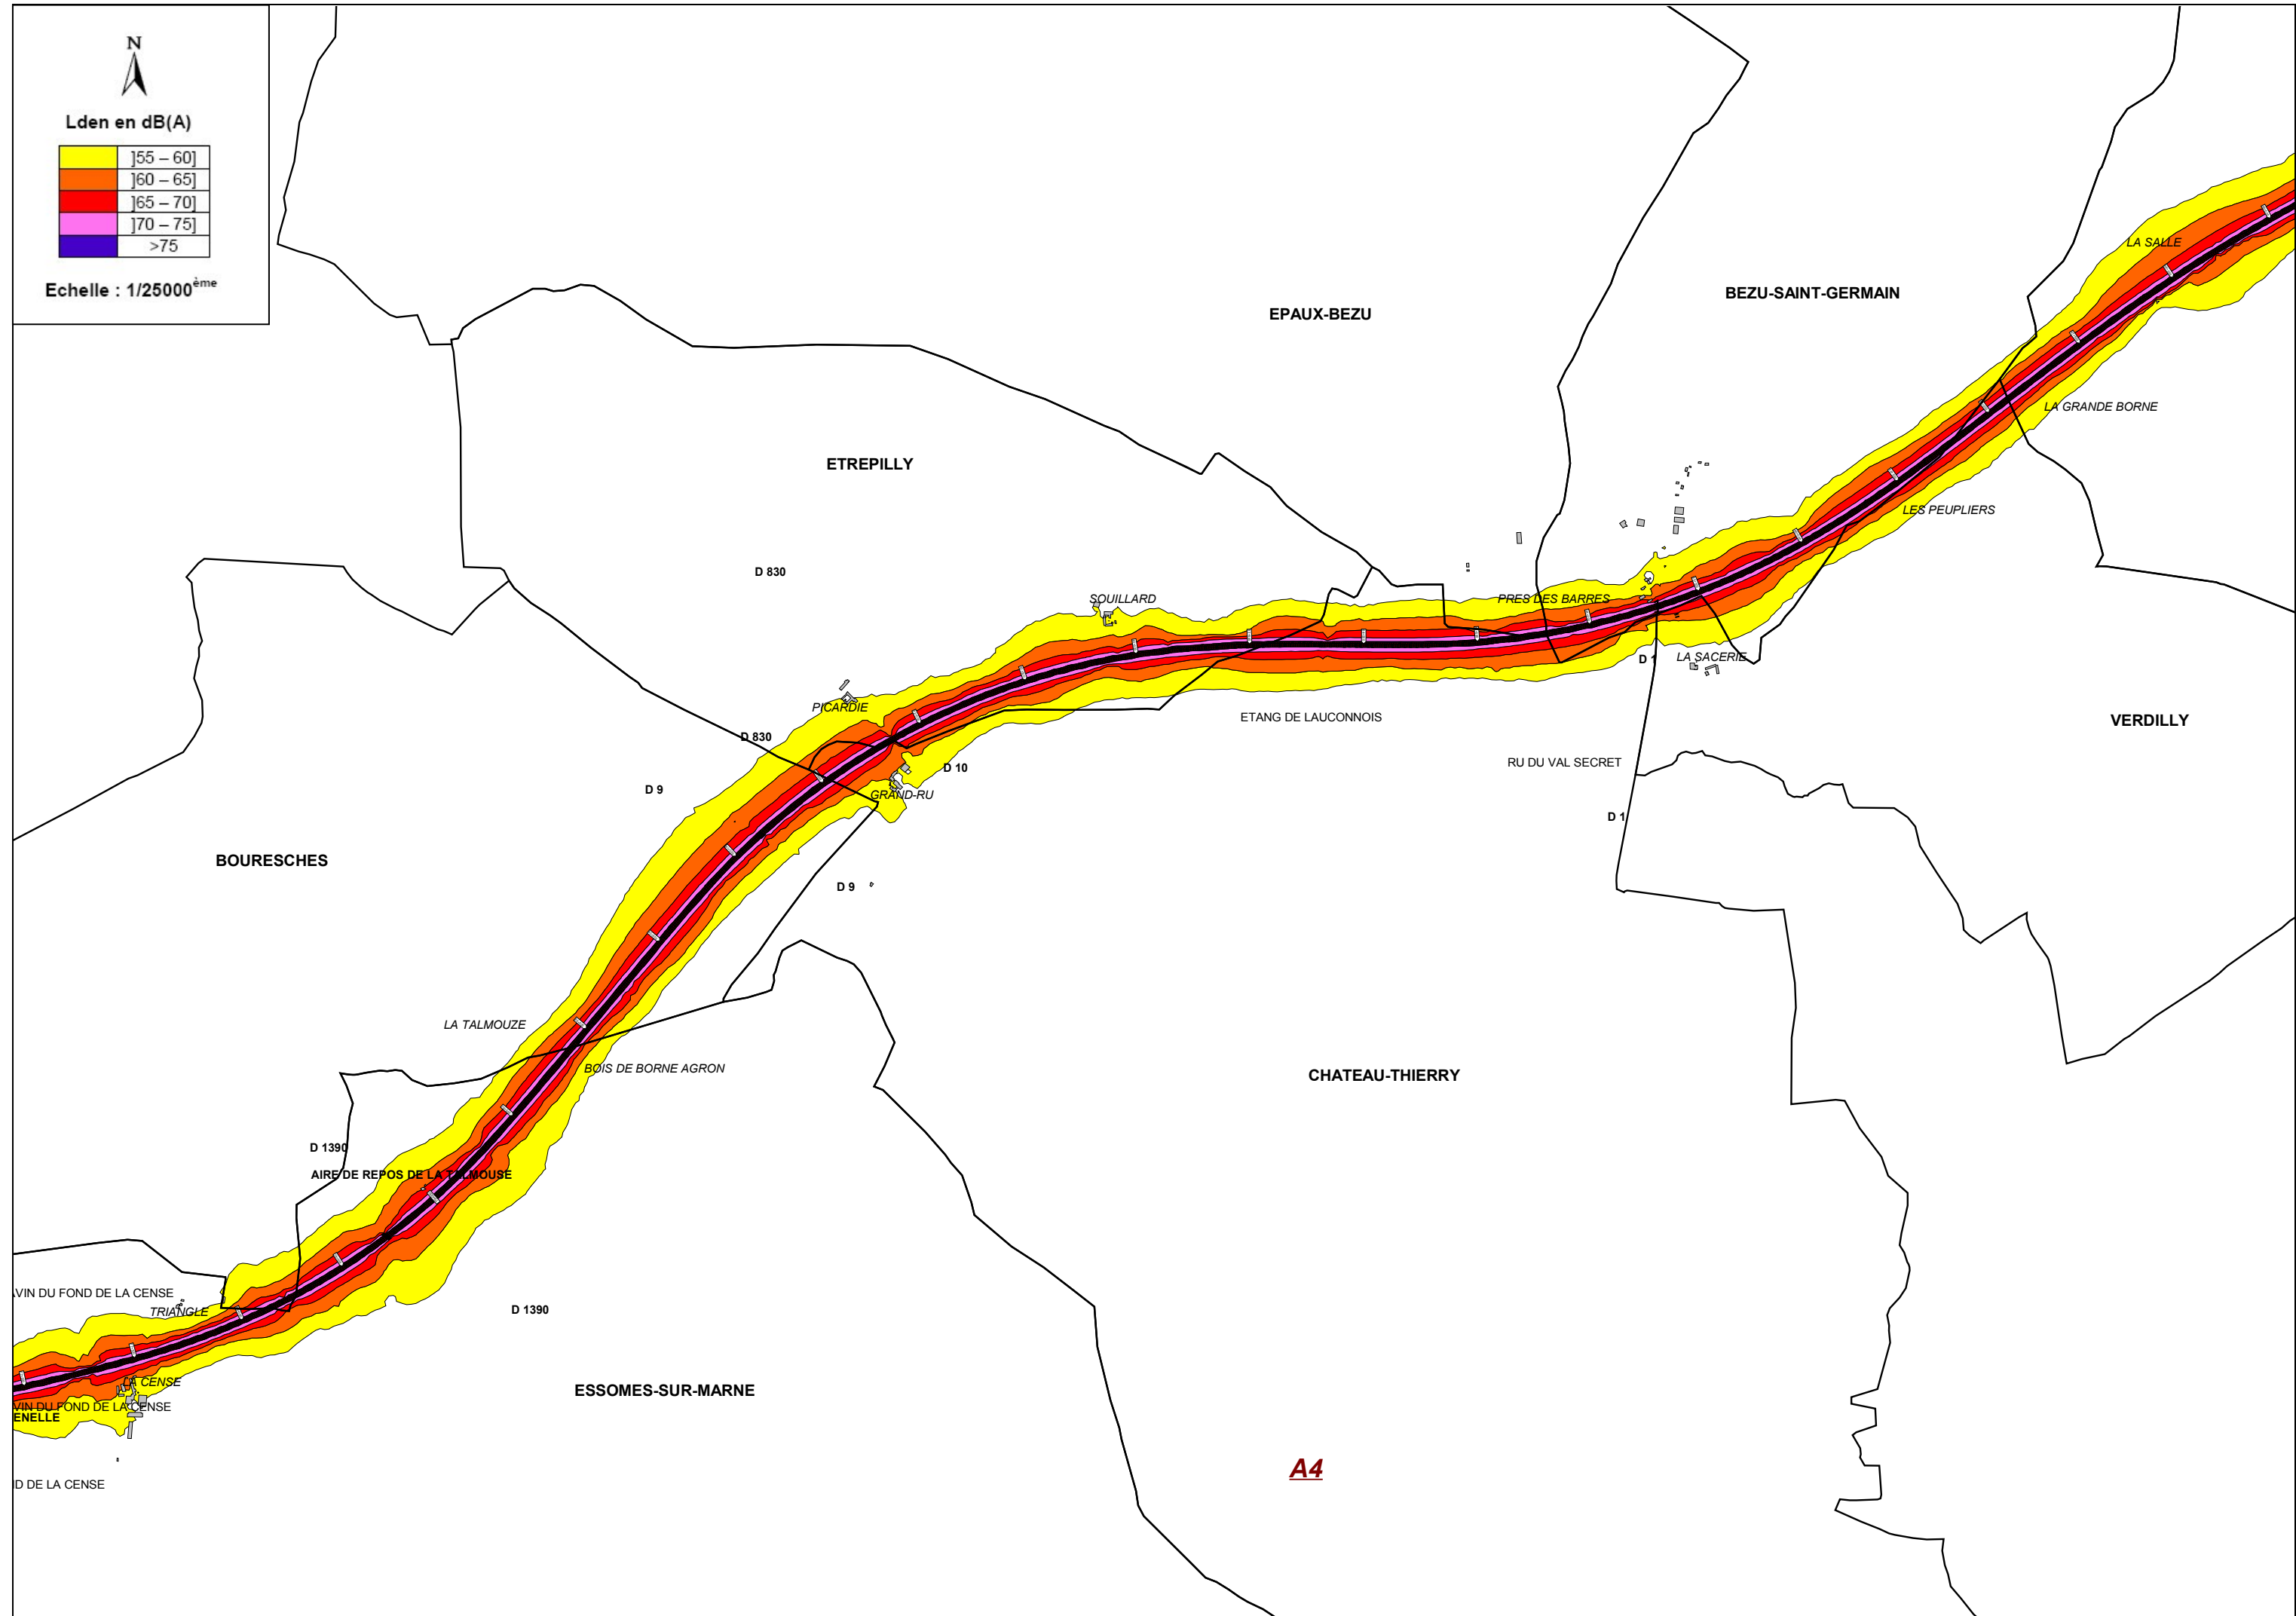 N
Lden en dB(A)
]55 – 60]
]60 – 65]
]65 – 70]
]70 – 75]
>75
Echelle : 1/25000ème
LA SALLE
BEZU-SAINT-GERMAIN
EPAUX-BEZU
LA GRANDE BORNE
ETREPILLY
LES PEUPLIERS
D 830
SOUILLARD
PRES DES BARRES
D 1
LA SACERIE
PICARDIE
ETANG DE LAUCONNOIS
VERDILLY
D 830
RU DU VAL SECRET
D 10
D 9
GRAND-RU
D 1
BOURESCHES
D 9
LA TALMOUZE
BOIS DE BORNE AGRON
CHATEAU-THIERRY
D 1390
AIRE DE REPOS DE LA TALMOUSE
VIN DU FOND DE LA CENSE
TRIANGLE
D 1390
LA CENSE
ESSOMES-SUR-MARNE
VIN DU FOND DE LA CENSE
ENELLE
A4
D DE LA CENSE